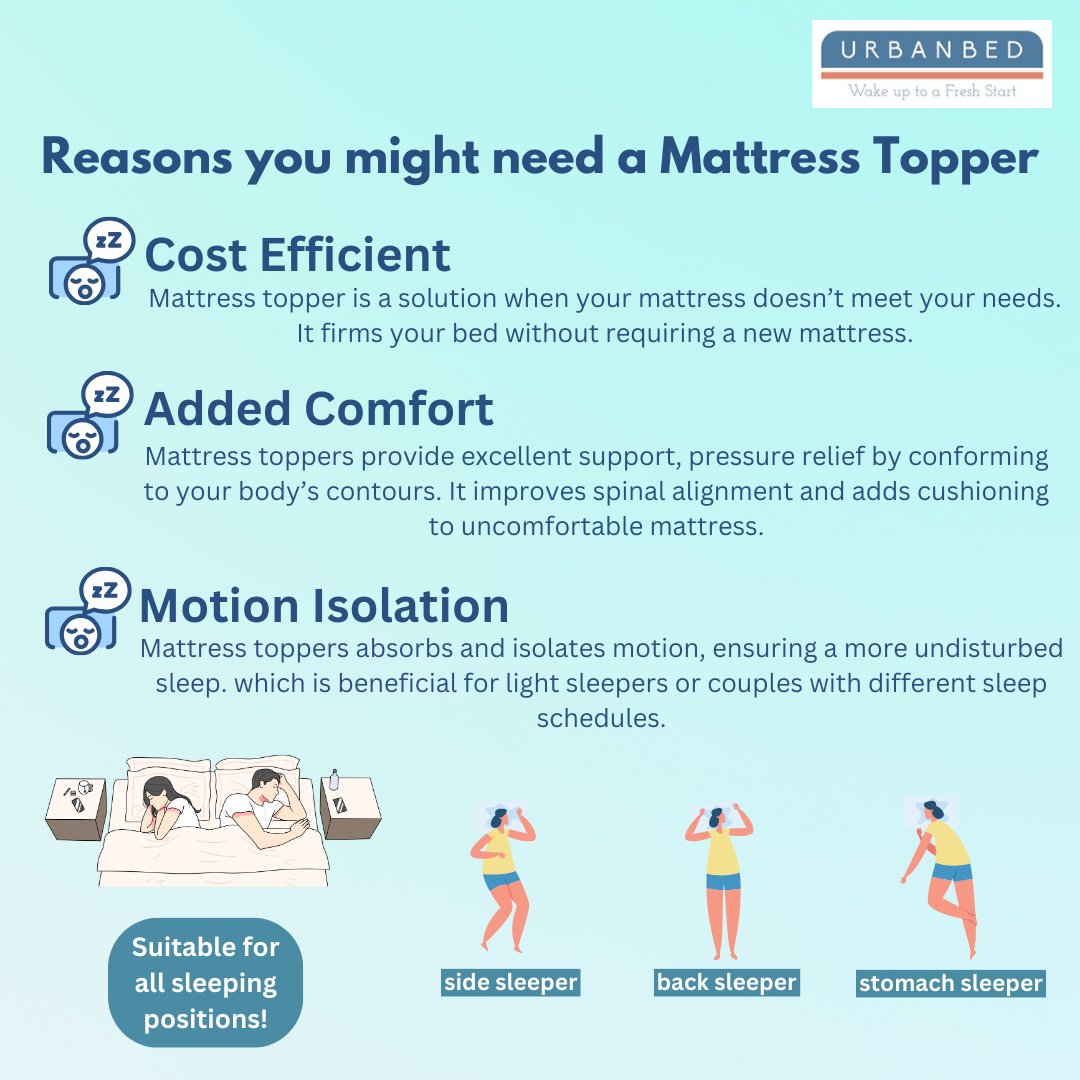 URBANBED
Wake up to a Fresh Start
Reasons you might need a Mattress Topper
zZ
Cost Efficient
Mattress topper is a solution when your mattress doesn’t meet your needs.
It firms your bed without requiring a new mattress.
zZ
Added Comfort
Mattress toppers provide excellent support, pressure relief by conforming
to your body’s contours. It improves spinal alignment and adds cushioning
to uncomfortable mattress.
zZ
Motion Isolation
Mattress toppers absorbs and isolates motion, ensuring a more undisturbed
sleep. which is beneficial for light sleepers or couples with different sleep
schedules.
Suitable for
all sleeping
positions!
side sleeper
back sleeper
stomach sleeper